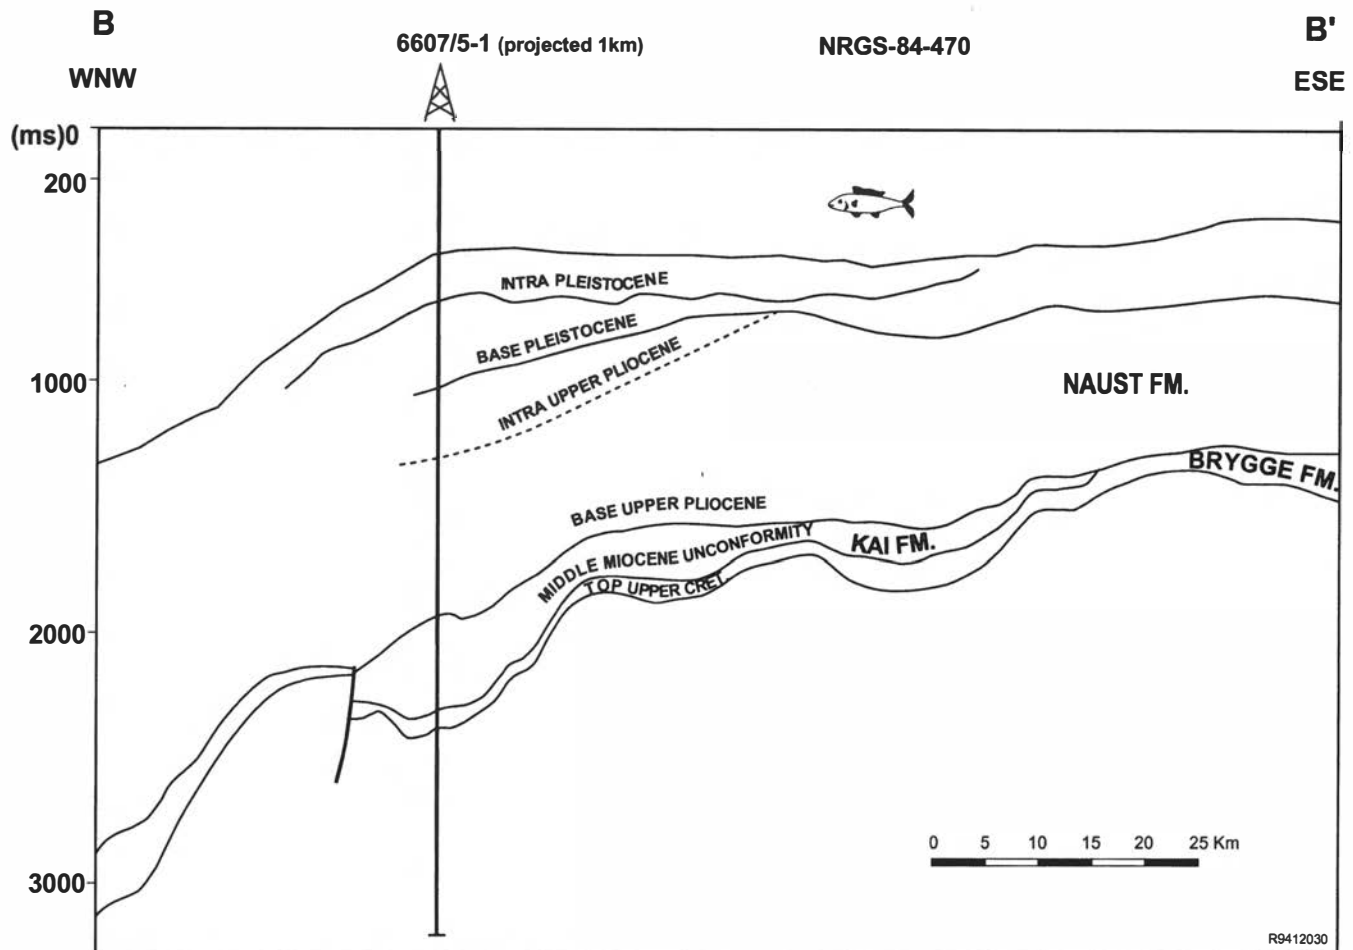 B
B'
6607/5-1 (projected 1km)
NRGS-84-470
WNW
ESE
(ms)0
200
INTRA PLEISTOCENE
BASE PLEISTOCENE
INTRA UPPER PLIOCENE
1000
NAUST FM.
BRYGGE FM.
BASE UPPER PLIOCENE
MIDDLE MIOCENE UNCONFORMITY
KAI FM.
TOP UPPER CRET.
2000
0 5 10 15 20 25 Km
3000
R9412030